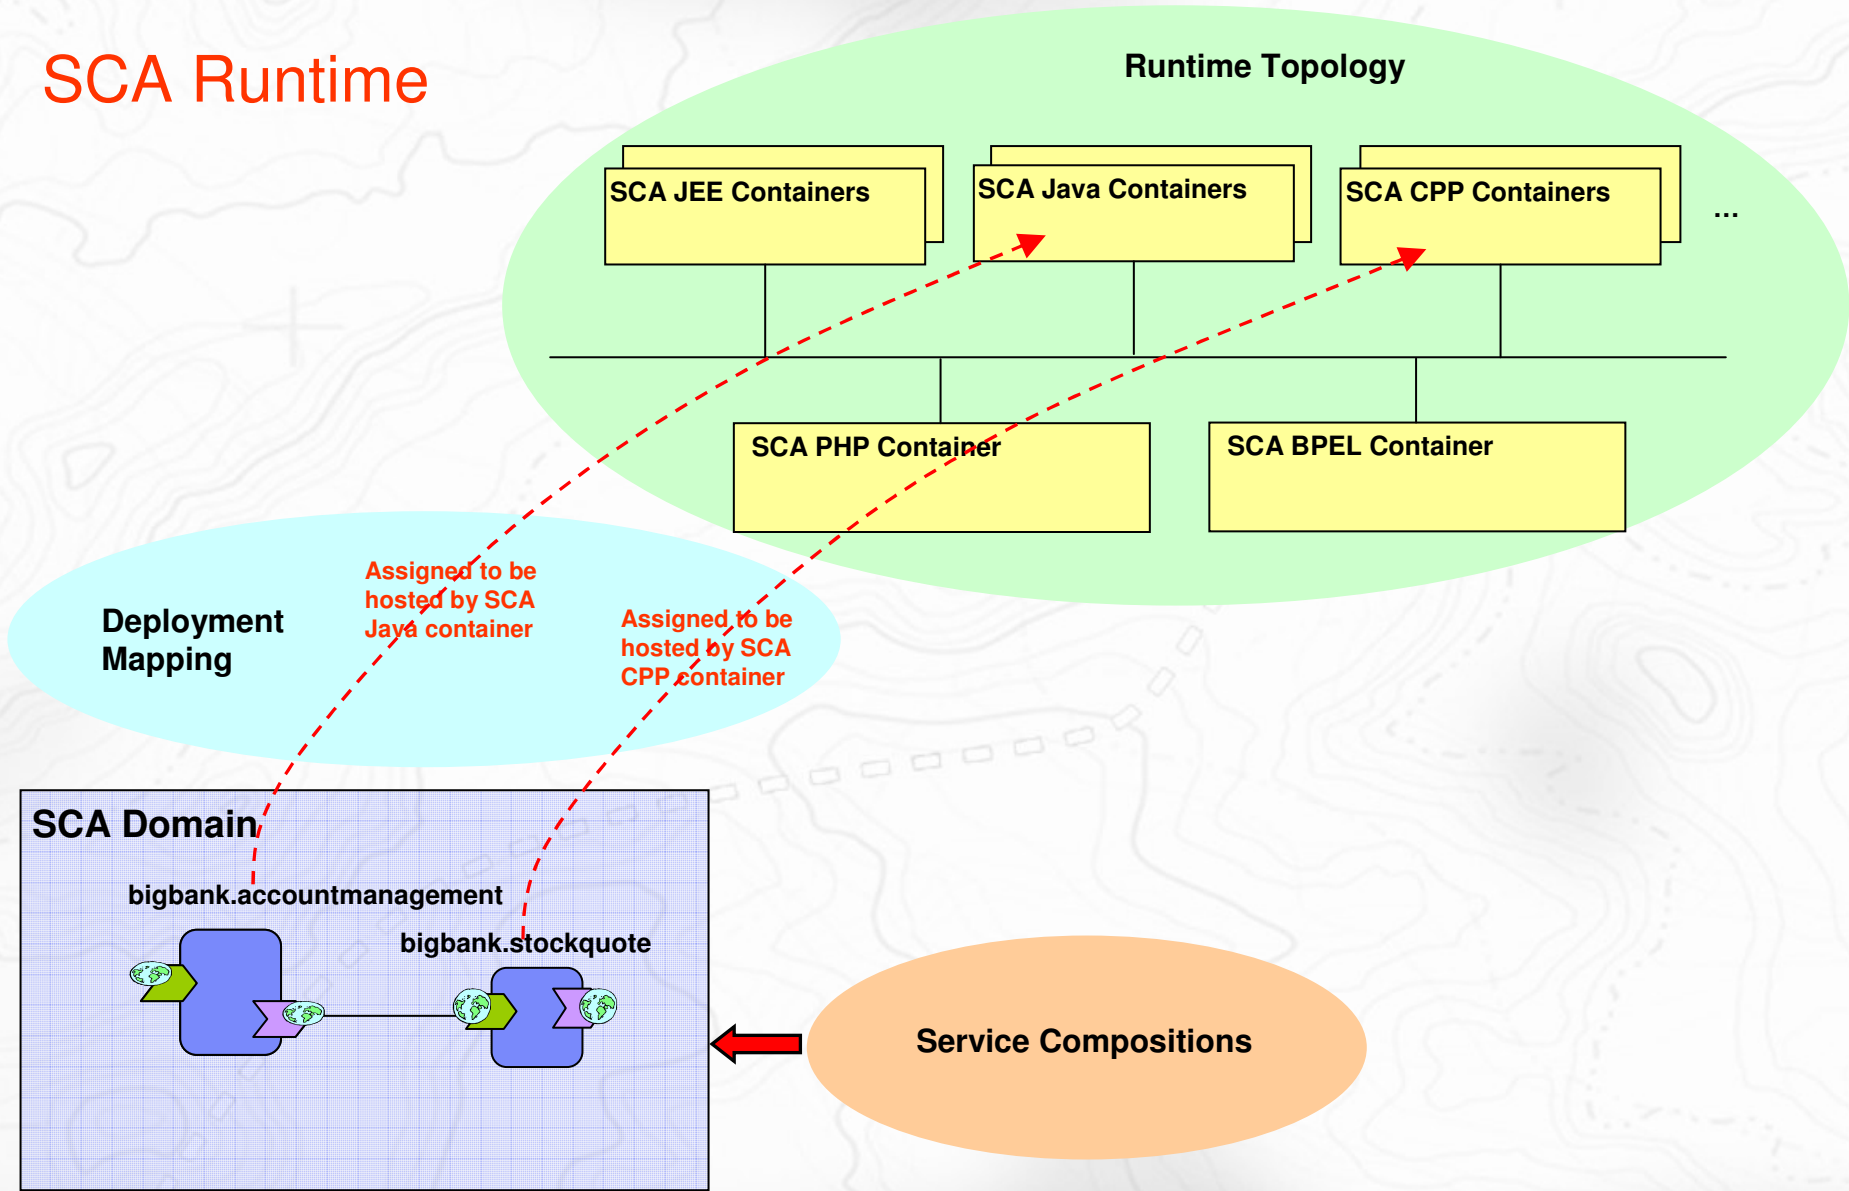 SCA Runtime
Runtime Topology
SCA JEE Containers
SCA Java Containers
SCA CPP Containers
...
SCA PHP Container
SCA BPEL Container
Deployment
Mapping
Assigned to be
hosted by SCA
Java container
Assigned to be
hosted by SCA
CPP container
SCA Domain
bigbank.accountmanagement
bigbank.stockquote
Service Compositions